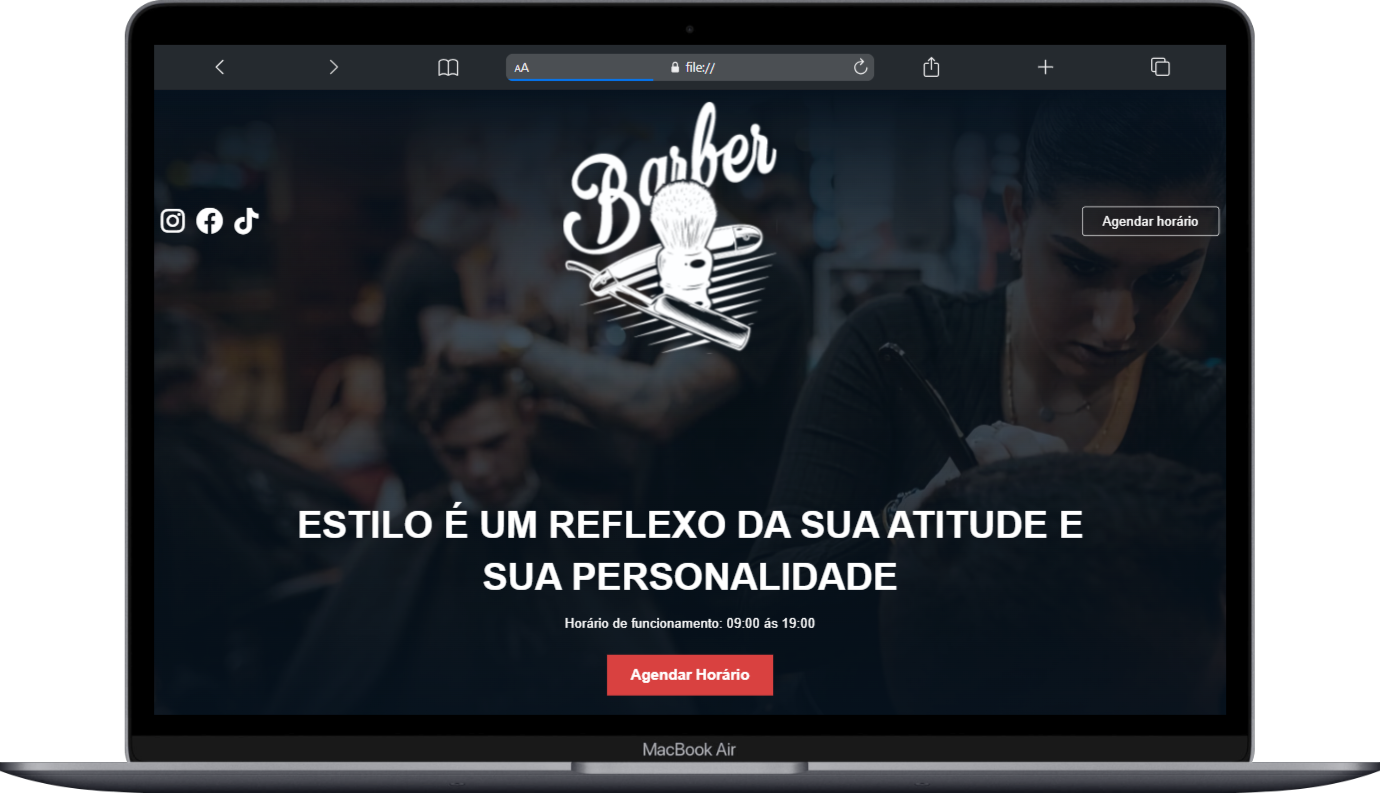 AA
file://
Barber
Agendar horário
ESTILO É UM REFLEXO DA SUA ATITUDE E
SUA PERSONALIDADE
Horário de funcionamento: 09:00 ás 19:00
Agendar Horário
MacBook Air